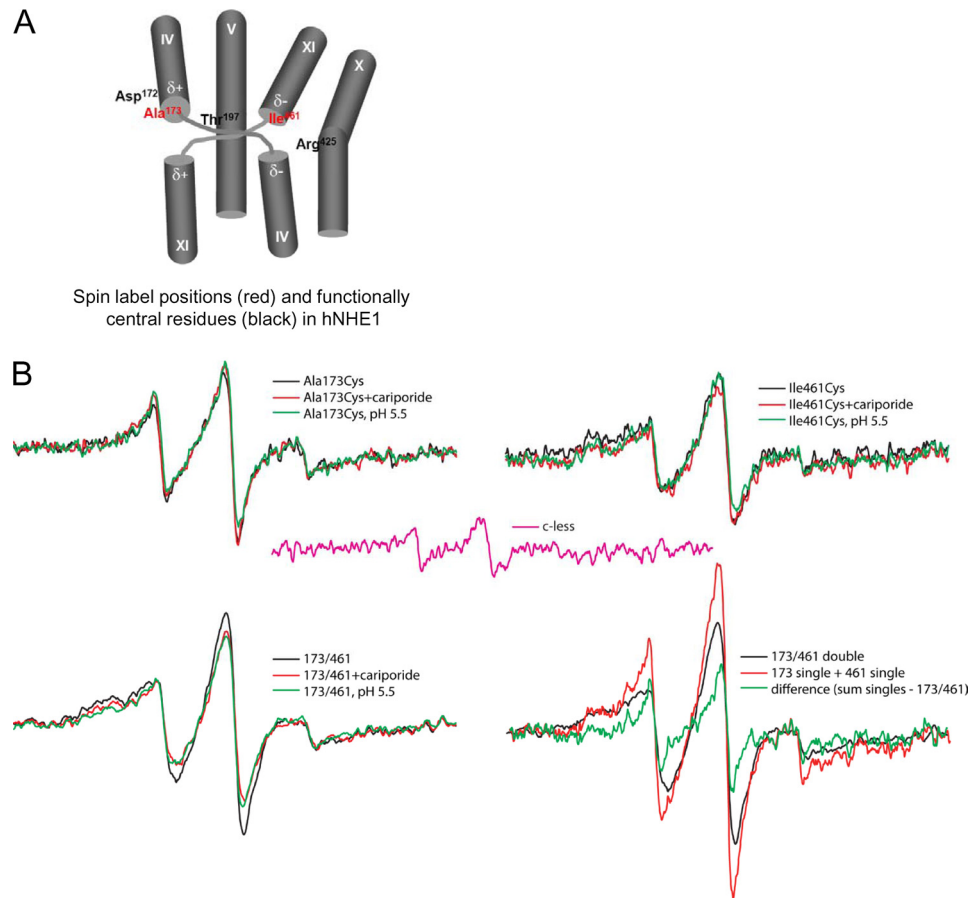 A
IV
V
XI
X
δ+
δ-
Asp172
Ala173
Thr197
Ile461
Arg425
δ+
δ-
XI
IV
Spin label positions (red) and functionally
central residues (black) in hNHE1
B
Ala173Cys
Ala173Cys+cariporide
Ala173Cys, pH 5.5
Ile461Cys
Ile461Cys+cariporide
Ile461Cys, pH 5.5
c-less
173/461
173/461+cariporide
173/461, pH 5.5
173/461 double
173 single + 461 single
difference (sum singles - 173/461)